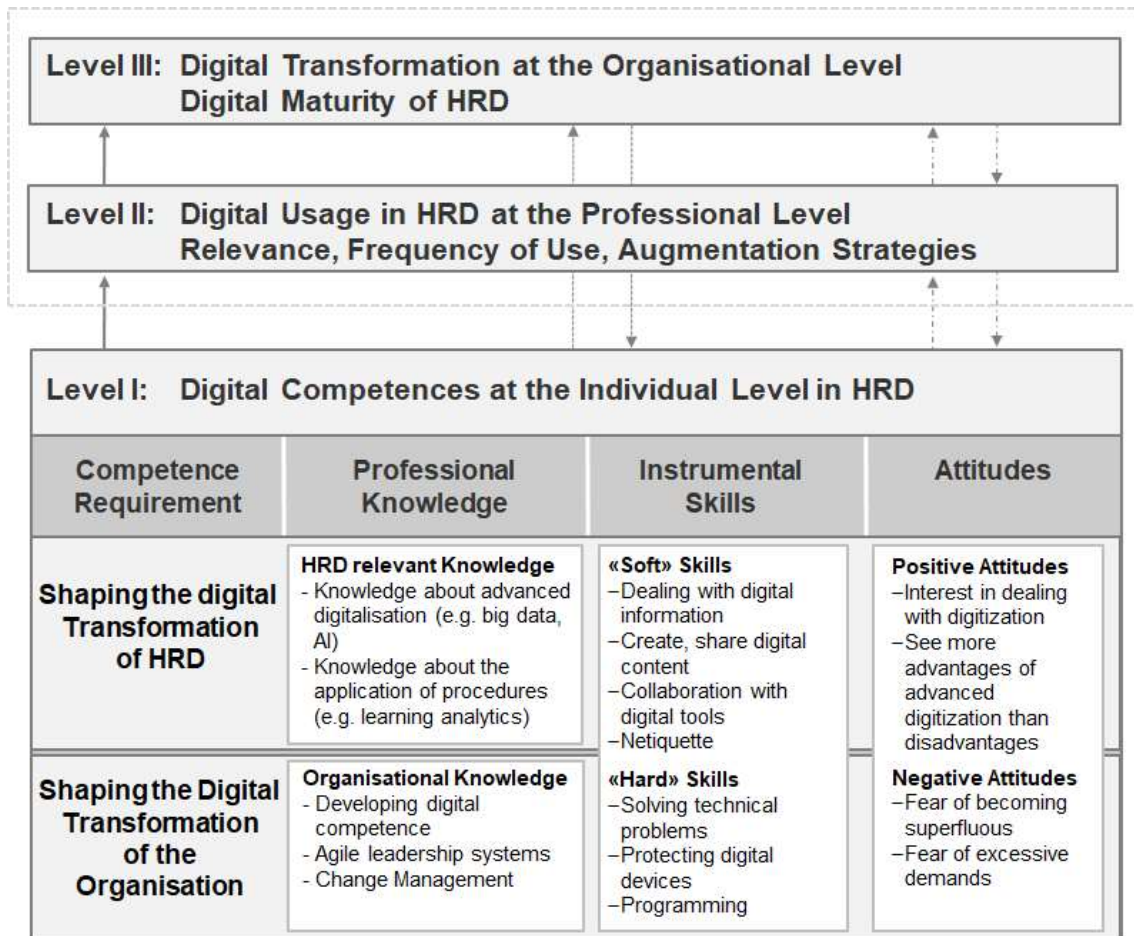 Level III: Digital Transformation at the Organisational Level
Digital Maturity of HRD
Level II: Digital Usage in HRD at the Professional Level
Relevance, Frequency of Use, Augmentation Strategies
Level I: Digital Competences at the Individual Level in HRD
Competence
Requirement
Professional
Knowledge
Instrumental
Skills
Attitudes
Shaping the digital
Transformation
of HRD
HRD relevant Knowledge
- Knowledge about advanced
digitalisation (e.g. big data,
AI)
- Knowledge about the
application of procedures
(e.g. learning analytics)
«Soft» Skills
–Dealing with digital
information
–Create, share digital
content
–Collaboration with
digital tools
–Netiquette
Positive Attitudes
–Interest in dealing
with digitization
–See more
advantages of
advanced
digitization than
disadvantages
Shaping the Digital
Transformation
of the
Organisation
Organisational Knowledge
- Developing digital
competence
- Agile leadership systems
- Change Management
«Hard» Skills
–Solving technical
problems
–Protecting digital
devices
–Programming
Negative Attitudes
–Fear of becoming
superfluous
–Fear of excessive
demands